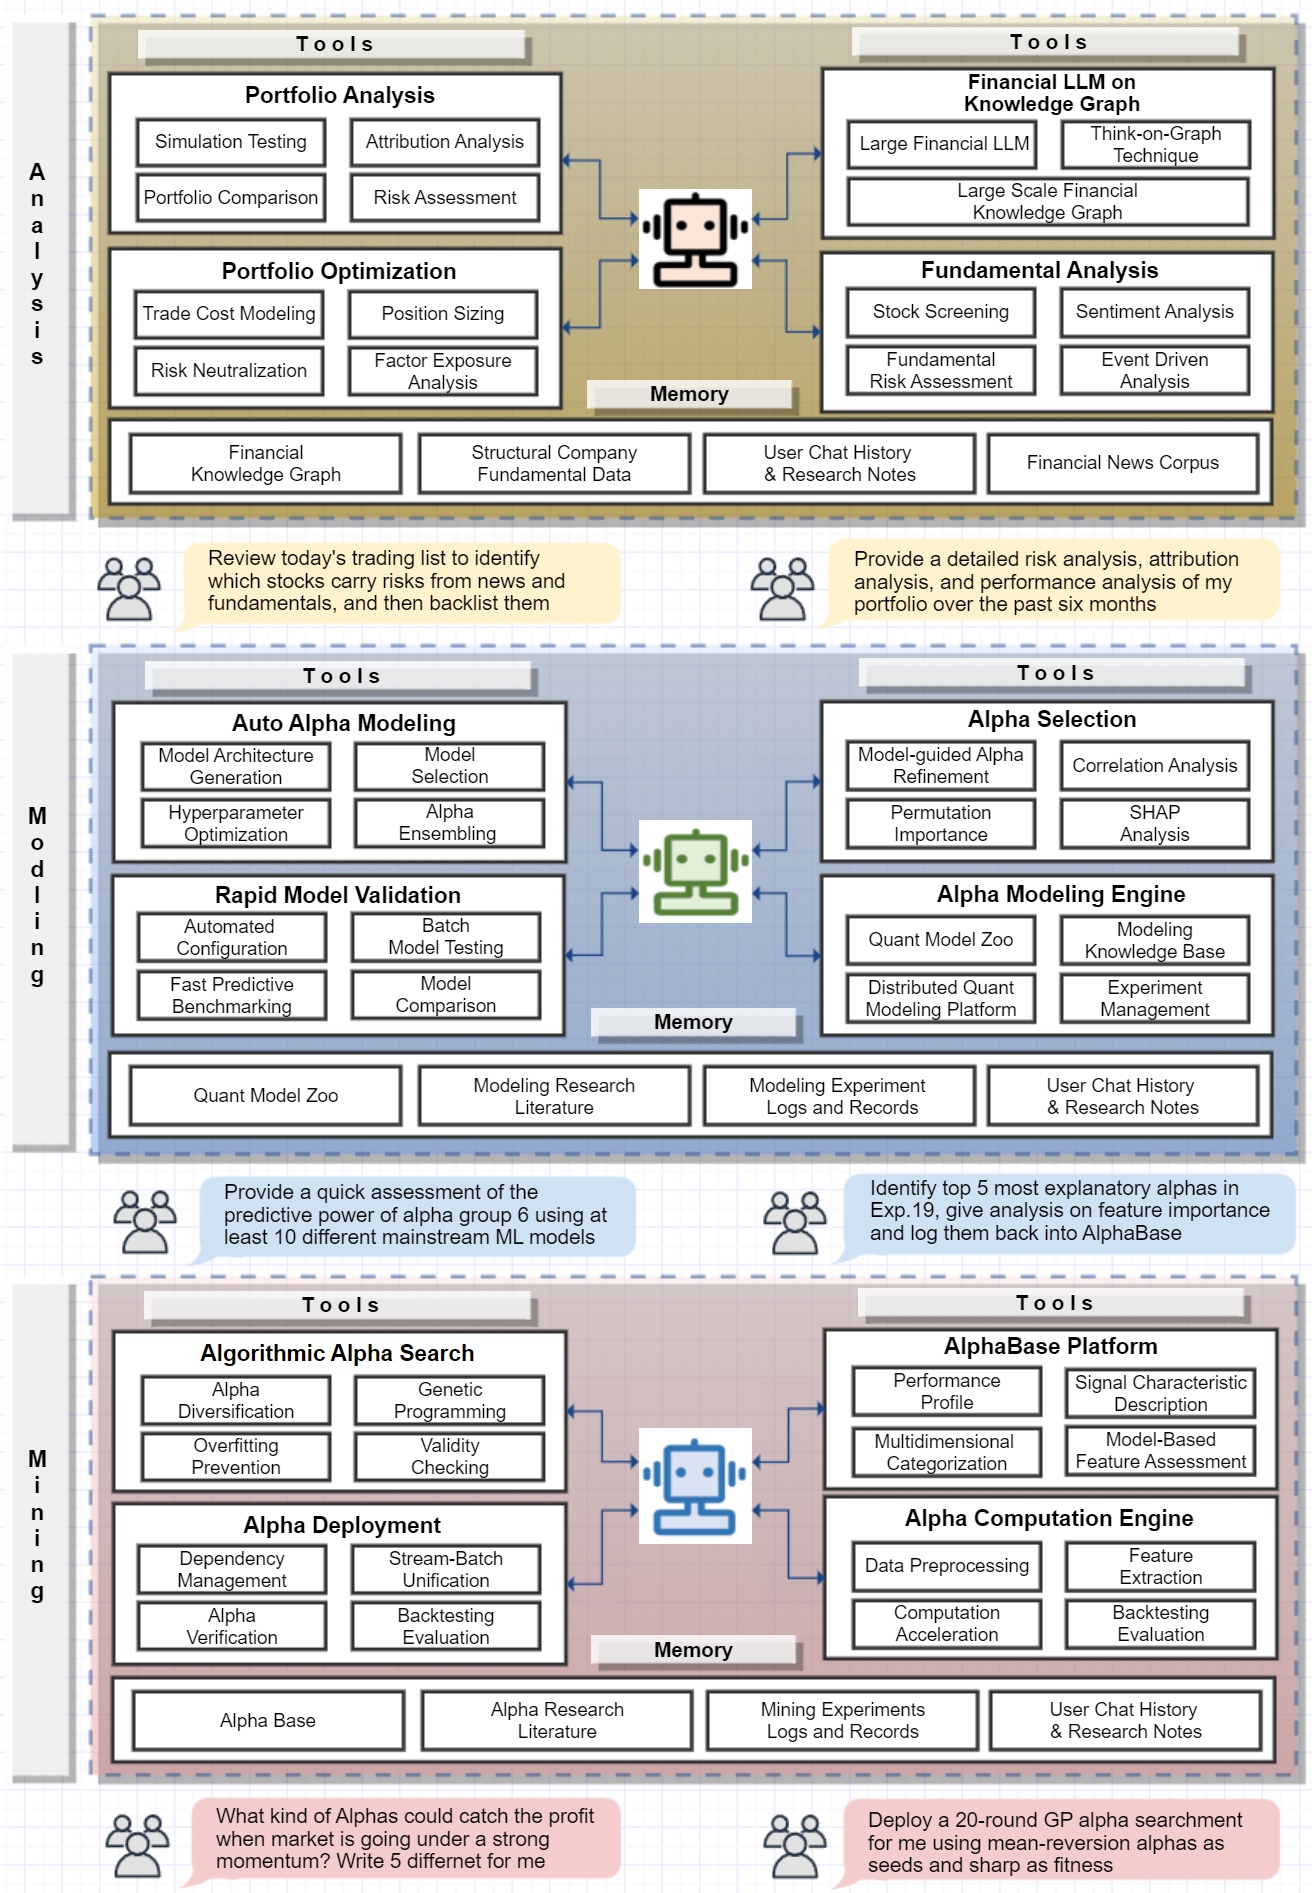 Analysis
Tools
Portfolio Analysis
Simulation Testing
Attribution Analysis
Portfolio Comparison
Risk Assessment
Portfolio Optimization
Trade Cost Modeling
Position Sizing
Risk Neutralization
Factor Exposure
Analysis
Tools
Financial LLM on
Knowledge Graph
Large Financial LLM
Think-on-Graph
Technique
Large Scale Financial
Knowledge Graph
Fundamental Analysis
Stock Screening
Sentiment Analysis
Fundamental
Risk Assessment
Event Driven
Analysis
Memory
Financial
Knowledge Graph
Structural Company
Fundamental Data
User Chat History
& Research Notes
Financial News Corpus
Review today's trading list to identify
which stocks carry risks from news and
fundamentals, and then backlist them
Provide a detailed risk analysis, attribution
analysis, and performance analysis of my
portfolio over the past six months
Modling
Tools
Auto Alpha Modeling
Model Architecture
Generation
Model
Selection
Hyperparameter
Optimization
Alpha
Ensembling
Rapid Model Validation
Automated
Configuration
Batch
Model Testing
Fast Predictive
Benchmarking
Model
Comparison
Tools
Alpha Selection
Model-guided Alpha
Refinement
Correlation Analysis
Permutation
Importance
SHAP
Analysis
Alpha Modeling Engine
Quant Model Zoo
Modeling
Knowledge Base
Distributed Quant
Modeling Platform
Experiment
Management
Memory
Quant Model Zoo
Modeling Research
Literature
Modeling Experiment
Logs and Records
User Chat History
& Research Notes
Provide a quick assessment of the
predictive power of alpha group 6 using at
least 10 different mainstream ML models
Identify top 5 most explanatory alphas in
Exp.19, give analysis on feature importance
and log them back into AlphaBase
Mining
Tools
Algorithmic Alpha Search
Alpha
Diversification
Genetic
Programming
Overfitting
Prevention
Validity
Checking
Alpha Deployment
Dependency
Management
Stream-Batch
Unification
Alpha
Verification
Backtesting
Evaluation
Tools
AlphaBase Platform
Performance
Profile
Signal Characteristic
Description
Multidimensional
Categorization
Model-Based
Feature Assessment
Alpha Computation Engine
Data Preprocessing
Feature
Extraction
Computation
Acceleration
Backtesting
Evaluation
Memory
Alpha Base
Alpha Research
Literature
Mining Experiments
Logs and Records
User Chat History
& Research Notes
What kind of Alphas could catch the profit
when market is going under a strong
momentum? Write 5 differnet for me
Deploy a 20-round GP alpha searchment
for me using mean-reversion alphas as
seeds and sharp as fitness